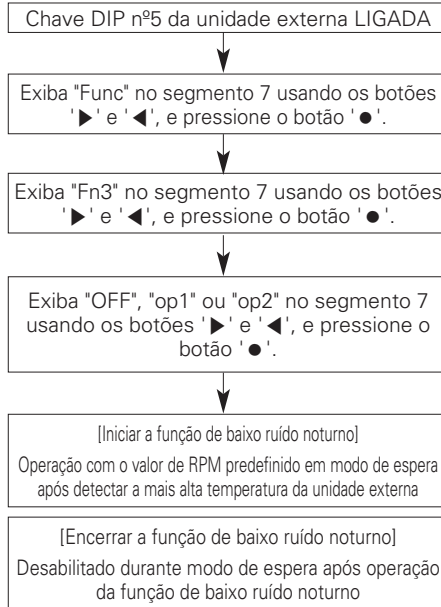 Chave DIP nº5 da unidade externa LIGADA
Exiba "Func" no segmento 7 usando os botões
'▶' e '◀', e pressione o botão '●'.
Exiba "Fn3" no segmento 7 usando os botões
'▶' e '◀', e pressione o botão '●'.
Exiba "OFF", "op1" ou "op2" no segmento 7
usando os botões '▶' e '◀', e pressione o
botão '●'.
[Iniciar a função de baixo ruído noturno]
Operação com o valor de RPM predefinido em modo de espera
após detectar a mais alta temperatura da unidade externa
[Encerrar a função de baixo ruído noturno]
Desabilitado durante modo de espera após operação
da função de baixo ruído noturno